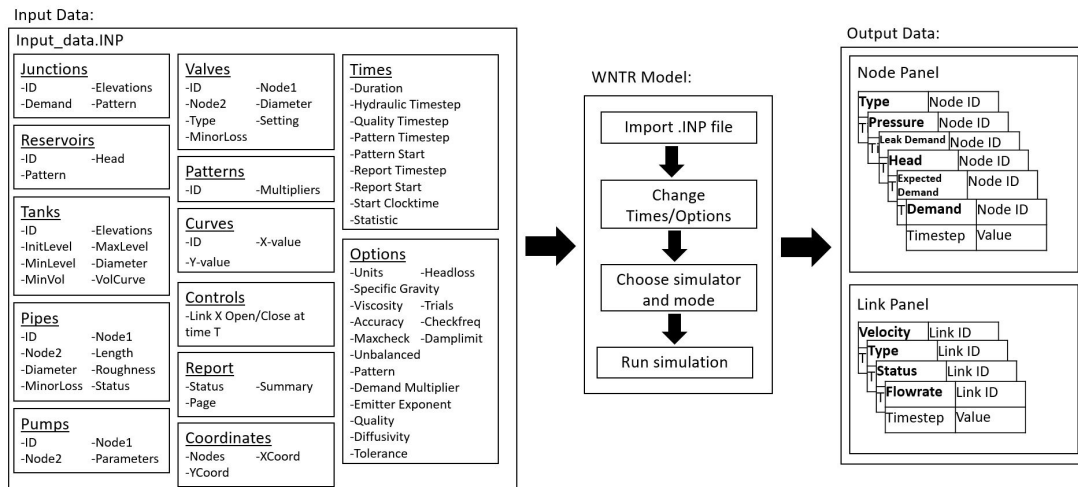 Input Data:
Input_data.INP
Junctions
-ID -Elevations
-Demand -Pattern
Reservoirs
-ID -Head
-Pattern
Tanks
-ID -Elevations
-InitLevel -MaxLevel
-MinLevel -Diameter
-MinVol -VolCurve
Pipes
-ID -Node1
-Node2 -Length
-Diameter -Roughness
-MinorLoss -Status
Pumps
-ID -Node1
-Node2 -Parameters
Valves
-ID -Node1
-Node2 -Diameter
-Type -Setting
-MinorLoss
Patterns
-ID -Multipliers
Curves
-ID -X-value
-Y-value
Controls
-Link X Open/Close at
time T
Report
-Status -Summary
-Page
Coordinates
-Nodes -XCoord
-YCoord
Times
-Duration
-Hydraulic Timestep
-Quality Timestep
-Pattern Timestep
-Pattern Start
-Report Timestep
-Report Start
-Start Clocktime
-Statistic
Options
-Units -Headloss
-Specific Gravity
-Viscosity -Trials
-Accuracy -Checkfreq
-Maxcheck -Damplimit
-Unbalanced
-Pattern
-Demand Multiplier
-Emitter Exponent
-Quality
-Diffusivity
-Tolerance
WNTR Model:
Import .INP file
Change
Times/Options
Choose simulator
and mode
Run simulation
Output Data:
Node Panel
Type Node ID
T Pressure Node ID
Ti Leak Demand Node ID
T Head Node ID
T Expected Node ID
Demand
T Demand Node ID
Timestep Value
Link Panel
Velocity Link ID
T Type Link ID
T Status Link ID
T Flowrate Link ID
Timestep Value